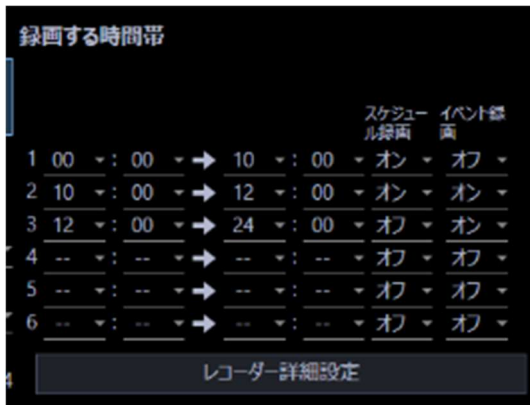 録画する時間帯
スケジュー イベント録
ル録画 画
1 00 : 00 → 10 : 00 オン オフ
2 10 : 00 → 12 : 00 オン オン
3 12 : 00 → 24 : 00 オフ オン
4 -- : -- → -- : -- オフ オフ
5 -- : -- → -- : -- オフ オフ
6 -- : -- → -- : -- オフ オフ
レコーダー詳細設定
4